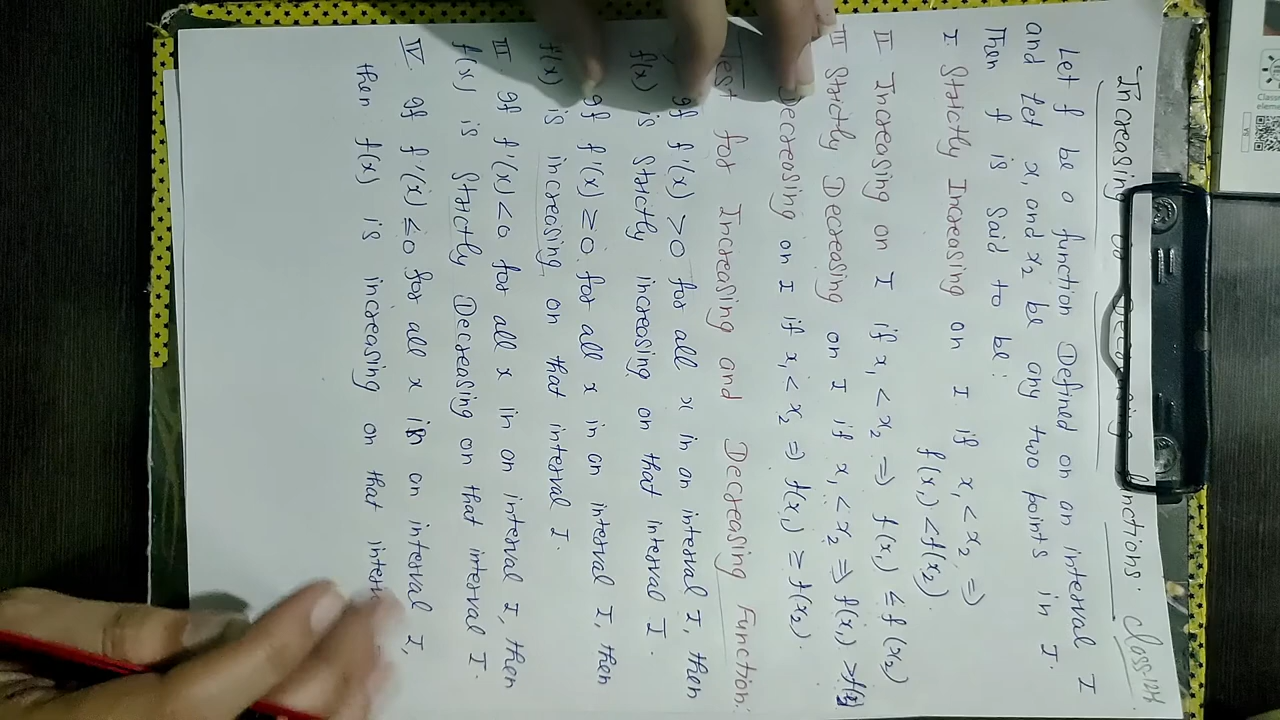 Increasing Decreasing functions. Class-12th
Let f be a function Defined on an interval I
and Let x₁ and x₂ be any two points in I.
Then f is said to be:
I Strictly Increasing on I if x₁ < x₂ ⇒
f(x₁) < f(x₂).
II Increasing on I if x₁ < x₂ ⇒ f(x₁) ≤ f(x₂)
III Strictly Decreasing on I if x₁ < x₂ ⇒ f(x₁) > f(x₂)
Decreasing on I if x₁ < x₂ ⇒ f(x₁) ≥ f(x₂).
Test for Increasing and Decreasing Function:
If f'(x) > 0 for all x in an interval I, then
f(x) is Strictly increasing on that interval I.
If f'(x) ≥ 0 for all x in an interval I, then
f(x) is increasing on that interval I.
III If f'(x) < 0 for all x in an interval I, then
f(x) is Strictly Decreasing on that interval I.
IV If f'(x) ≤ 0 for all x in an interval I,
then f(x) is increasing on that